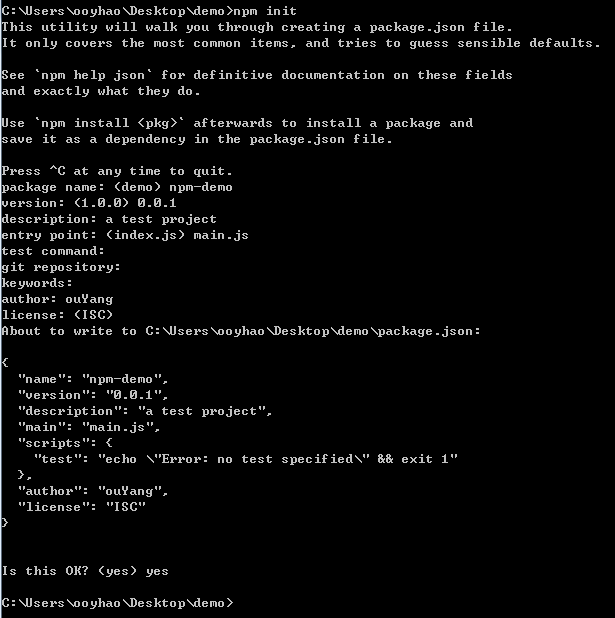 C:\Users\ooyhao\Desktop\demo>npm init
This utility will walk you through creating a package.json file.
It only covers the most common items, and tries to guess sensible defaults.
See `npm help json` for definitive documentation on these fields
and exactly what they do.
Use `npm install <pkg>` afterwards to install a package and
save it as a dependency in the package.json file.
Press ^C at any time to quit.
package name: (demo) npm-demo
version: (1.0.0) 0.0.1
description: a test project
entry point: (index.js) main.js
test command:
git repository:
keywords:
author: ouYang
license: (ISC)
About to write to C:\Users\ooyhao\Desktop\demo\package.json:
{
  "name": "npm-demo",
  "version": "0.0.1",
  "description": "a test project",
  "main": "main.js",
  "scripts": {
    "test": "echo \"Error: no test specified\" && exit 1"
  },
  "author": "ouYang",
  "license": "ISC"
}
Is this OK? (yes) yes
C:\Users\ooyhao\Desktop\demo>